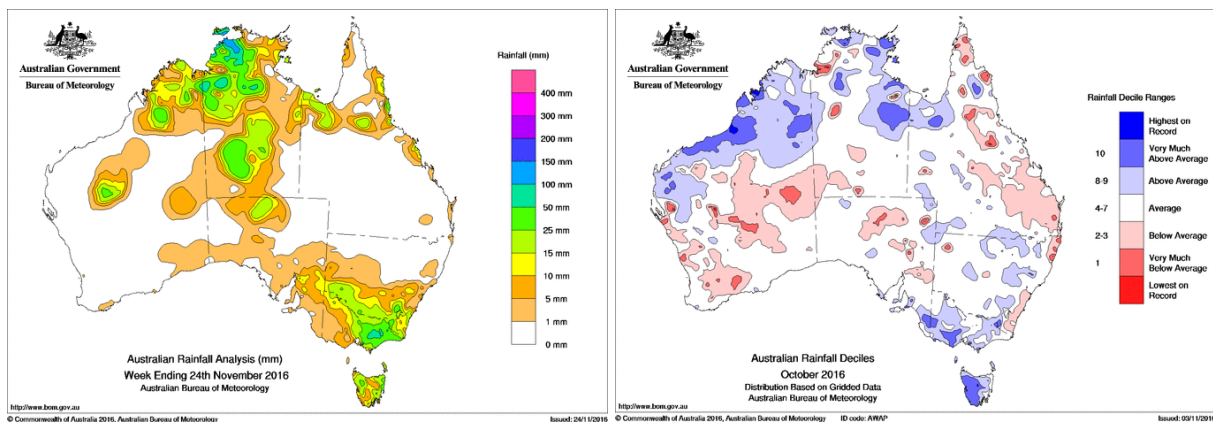 Australian Government
Bureau of Meteorology
Rainfall (mm)
400 mm
300 mm
200 mm
150 mm
100 mm
50 mm
25 mm
15 mm
10 mm
5 mm
1 mm
0 mm
Australian Rainfall Analysis (mm)
Week Ending 24th November 2016
Australian Bureau of Meteorology
http://www.bom.gov.au
© Commonwealth of Australia 2016, Australian Bureau of Meteorology
Issued: 24/11/2016
Australian Government
Bureau of Meteorology
Rainfall Decile Ranges
Highest on
Record
10
Very Much
Above Average
8-9
Above Average
4-7
Average
2-3
Below Average
1
Very Much
Below Average
Lowest on
Record
Australian Rainfall Deciles
October 2016
Distribution Based on Gridded Data
Australian Bureau of Meteorology
http://www.bom.gov.au
© Commonwealth of Australia 2016, Australian Bureau of Meteorology
ID code: AWAP
Issued: 03/11/2016